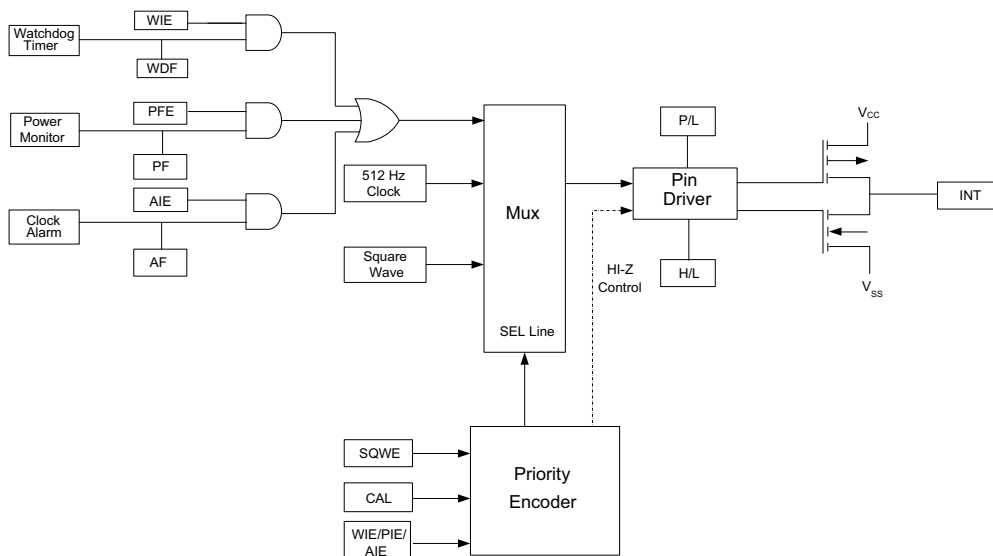 WIE
Watchdog
Timer
WDF
PFE
Power
Monitor
PF
AIE
Clock
Alarm
AF
512 Hz
Clock
Square
Wave
Mux
SEL Line
P/L
Pin
Driver
H/L
HI-Z
Control
VCC
INT
VSS
SQWE
CAL
WIE/PIE/
AIE
Priority
Encoder